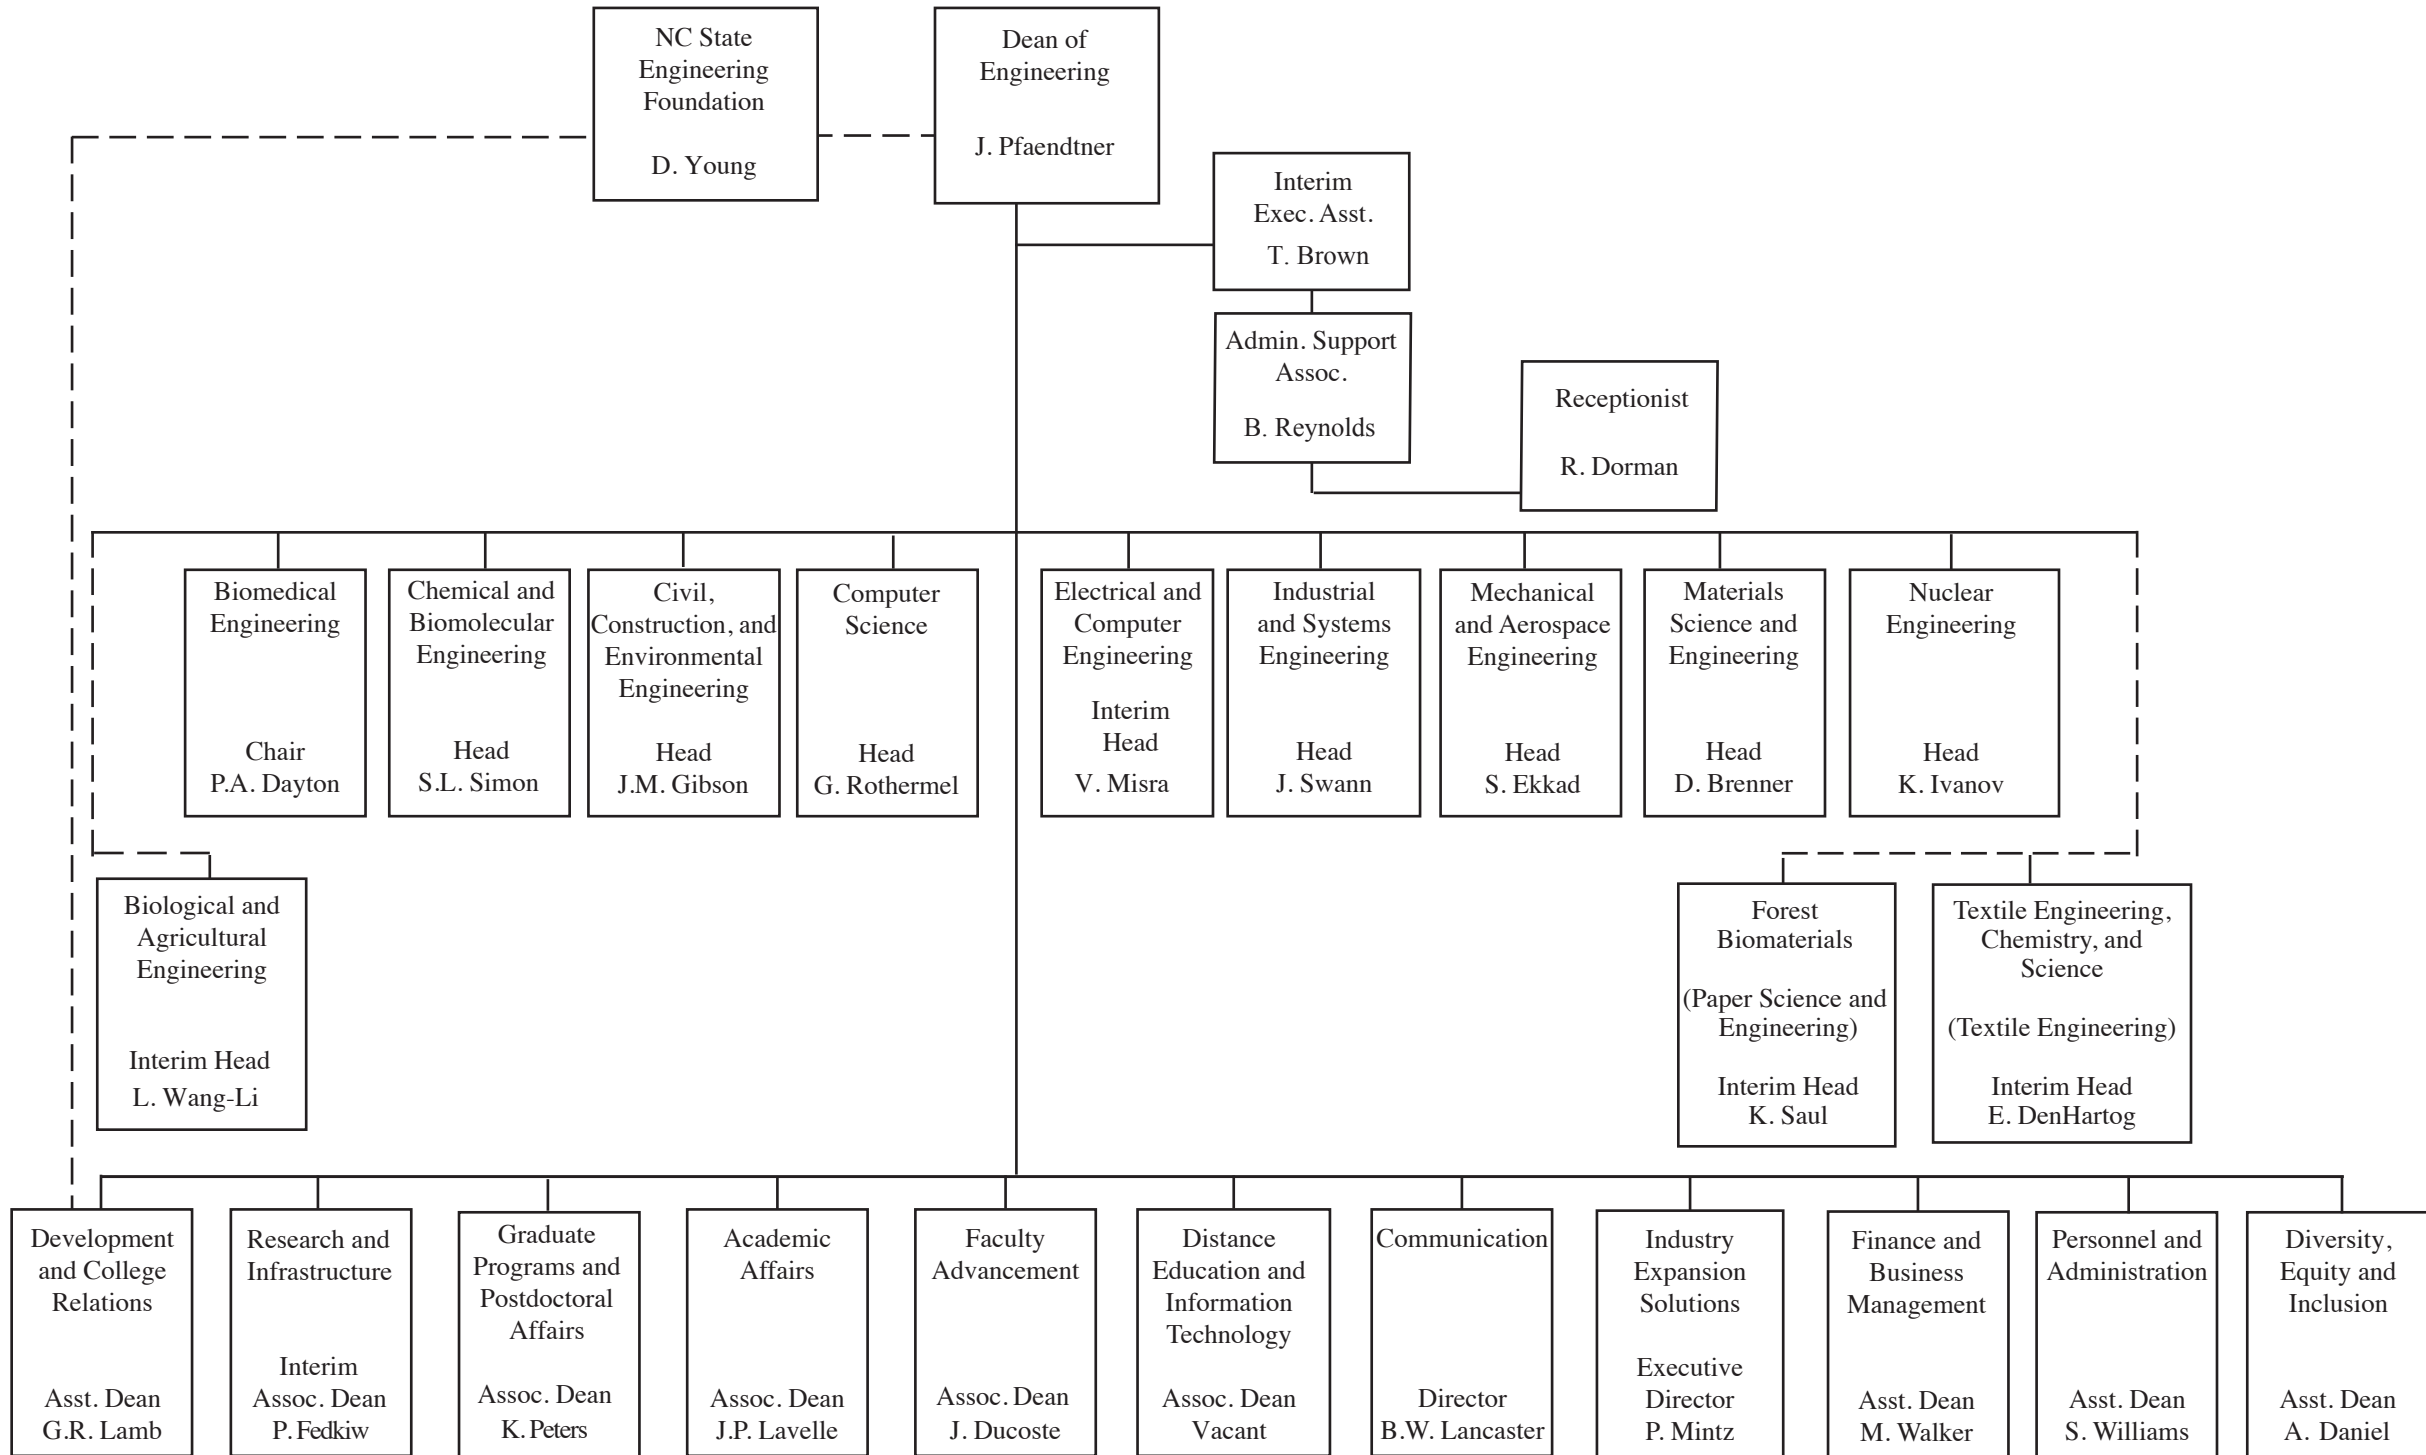 NC State
Engineering
Foundation
D. Young
Dean of
Engineering
J. Pfaendtner
Interim
Exec. Asst.
T. Brown
Admin. Support
Assoc.
B. Reynolds
Receptionist
R. Dorman
Biomedical
Engineering
Chair
P.A. Dayton
Chemical and
Biomolecular
Engineering
Head
S.L. Simon
Civil,
Construction, and
Environmental
Engineering
Head
J.M. Gibson
Computer
Science
Head
G. Rothermel
Electrical and
Computer
Engineering
Interim
Head
V. Misra
Industrial
and Systems
Engineering
Head
J. Swann
Mechanical
and Aerospace
Engineering
Head
S. Ekkad
Materials
Science and
Engineering
Head
D. Brenner
Nuclear
Engineering
Head
K. Ivanov
Biological and
Agricultural
Engineering
Interim Head
L. Wang-Li
Forest
Biomaterials
(Paper Science and
Engineering)
Interim Head
K. Saul
Textile Engineering,
Chemistry, and
Science
(Textile Engineering)
Interim Head
E. DenHartog
Development
and College
Relations
Asst. Dean
G.R. Lamb
Research and
Infrastructure
Interim
Assoc. Dean
P. Fedkiw
Graduate
Programs and
Postdoctoral
Affairs
Assoc. Dean
K. Peters
Academic
Affairs
Assoc. Dean
J.P. Lavelle
Faculty
Advancement
Assoc. Dean
J. Ducoste
Distance
Education and
Information
Technology
Assoc. Dean
Vacant
Communication
Director
B.W. Lancaster
Industry
Expansion
Solutions
Executive
Director
P. Mintz
Finance and
Business
Management
Asst. Dean
M. Walker
Personnel and
Administration
Asst. Dean
S. Williams
Diversity,
Equity and
Inclusion
Asst. Dean
A. Daniel